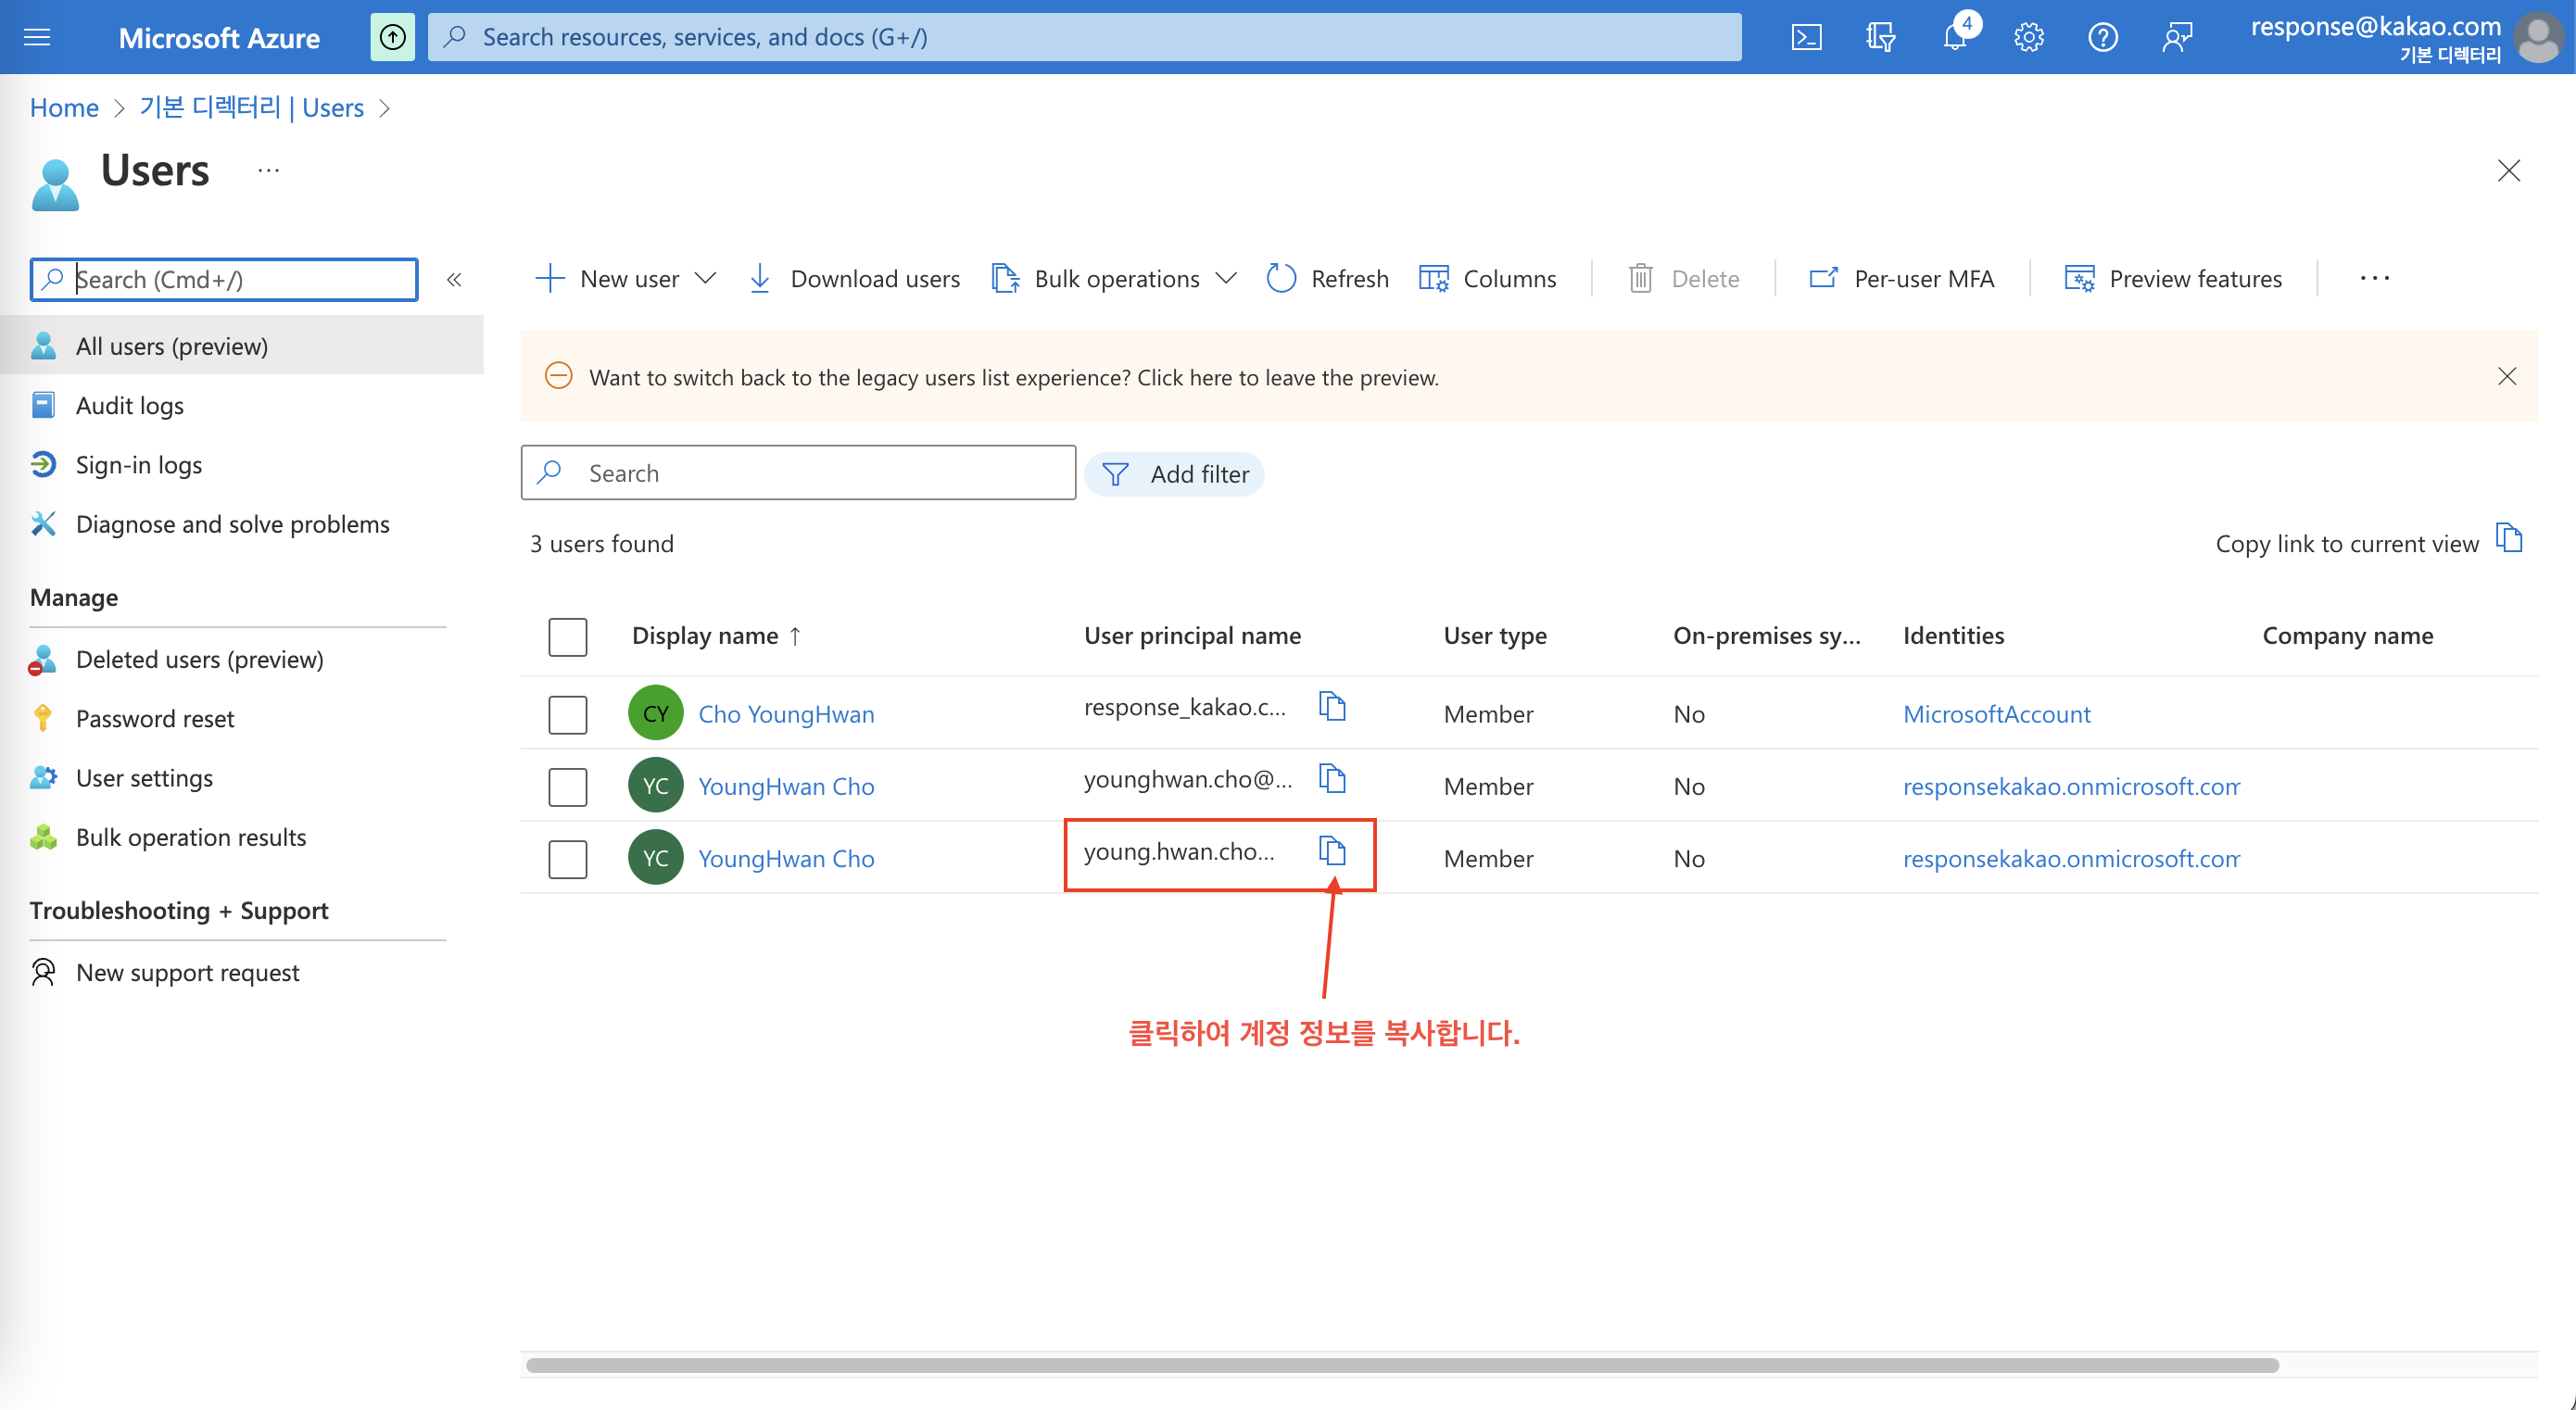 Microsoft Azure
Search resources, services, and docs (G+/)
4
response@kakao.com
기본 디렉터리
Home > 기본 디렉터리 | Users >
Users ...
Search (Cmd+/)
«
All users (preview)
Audit logs
Sign-in logs
Diagnose and solve problems
Manage
Deleted users (preview)
Password reset
User settings
Bulk operation results
Troubleshooting + Support
New support request
New user
Download users
Bulk operations
Refresh
Columns
Delete
Per-user MFA
Preview features
...
Want to switch back to the legacy users list experience? Click here to leave the preview.
Search
Add filter
3 users found
Copy link to current view
Display name ↑ User principal name User type On-premises sy... Identities Company name
CY Cho YoungHwan response_kakao.c... Member No MicrosoftAccount
YC YoungHwan Cho younghwan.cho@... Member No responsekakao.onmicrosoft.com
YC YoungHwan Cho young.hwan.cho... Member No responsekakao.onmicrosoft.com
클릭하여 계정 정보를 복사합니다.